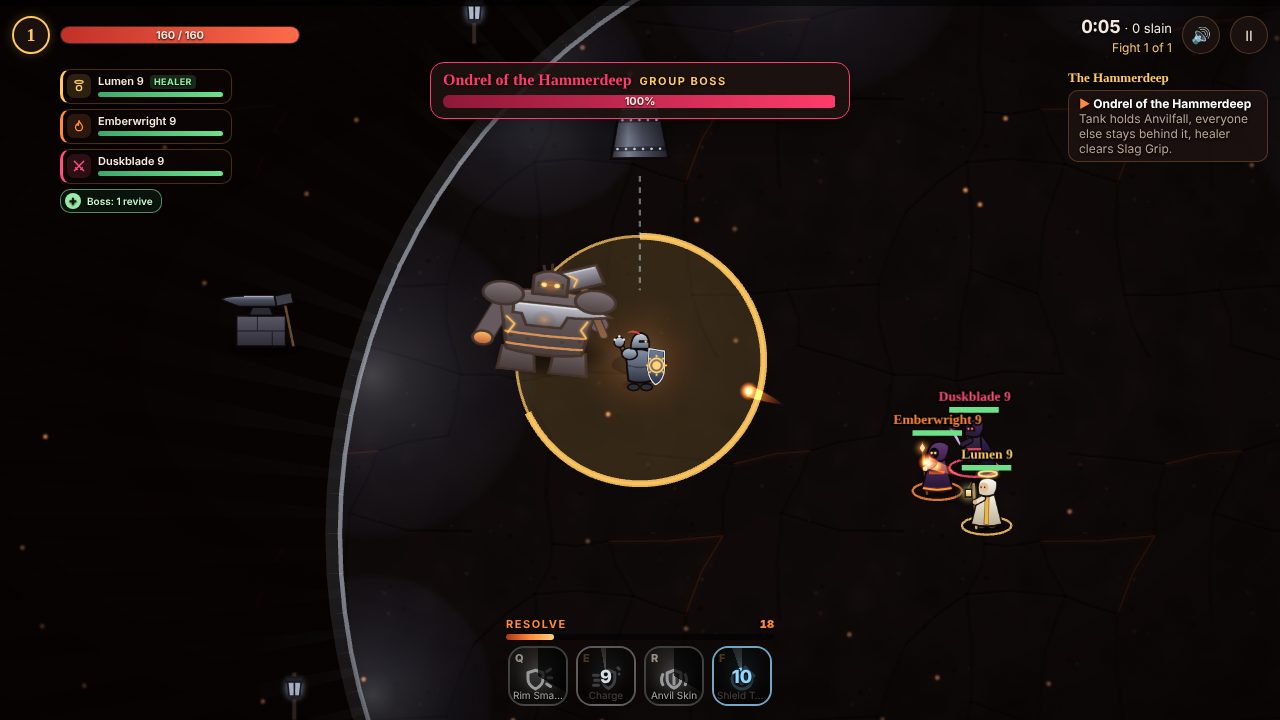 1
160 / 160
Lumen 9 HEALER
Emberwright 9
Duskblade 9
Boss: 1 revive
Ondrel of the Hammerdeep GROUP BOSS
100%
0:05 · 0 slain
Fight 1 of 1
The Hammerdeep
▶ Ondrel of the Hammerdeep
Tank holds Anvilfall, everyone
else stays behind it, healer
clears Slag Grip.
Duskblade 9
Emberwright 9
Lumen 9
RESOLVE 18
Q E R F
9 10
Rim Sma... Charge Anvil Skin Shield T...